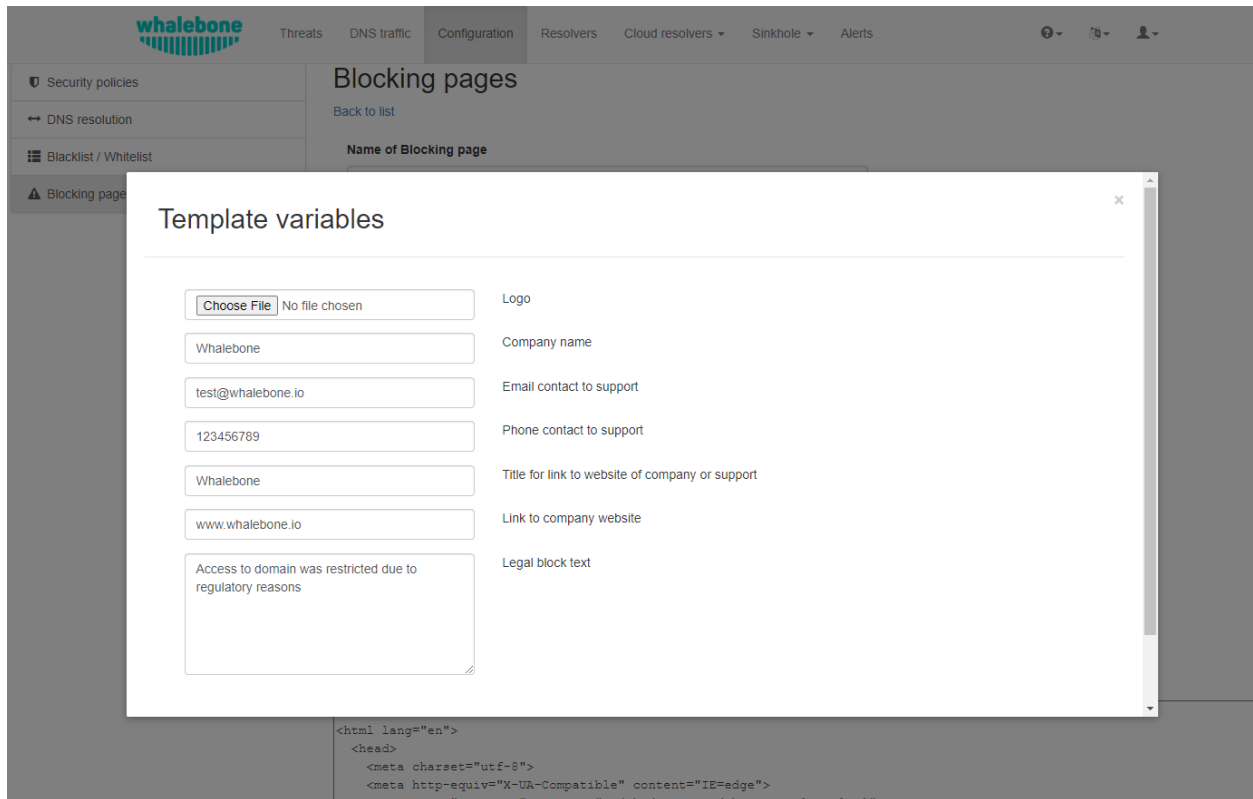 whalebone
Threats DNS traffic Configuration Resolvers Cloud resolvers Sinkhole Alerts
Security policies
DNS resolution
Blacklist / Whitelist
Blocking page
Blocking pages
Back to list
Name of Blocking page
Template variables
×
Choose File No file chosen
Logo
Whalebone
Company name
test@whalebone.io
Email contact to support
123456789
Phone contact to support
Whalebone
Title for link to website of company or support
www.whalebone.io
Link to company website
Access to domain was restricted due to
regulatory reasons
Legal block text
<html lang="en">
<head>
<meta charset="utf-8">
<meta http-equiv="X-UA-Compatible" content="IE=edge">